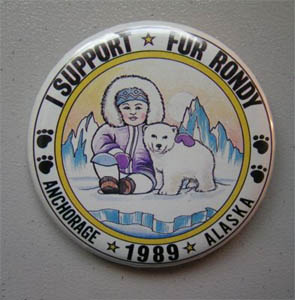 I SUPPORT ★ FUR RONDY
ANCHORAGE ★ 1989 ★ ALASKA